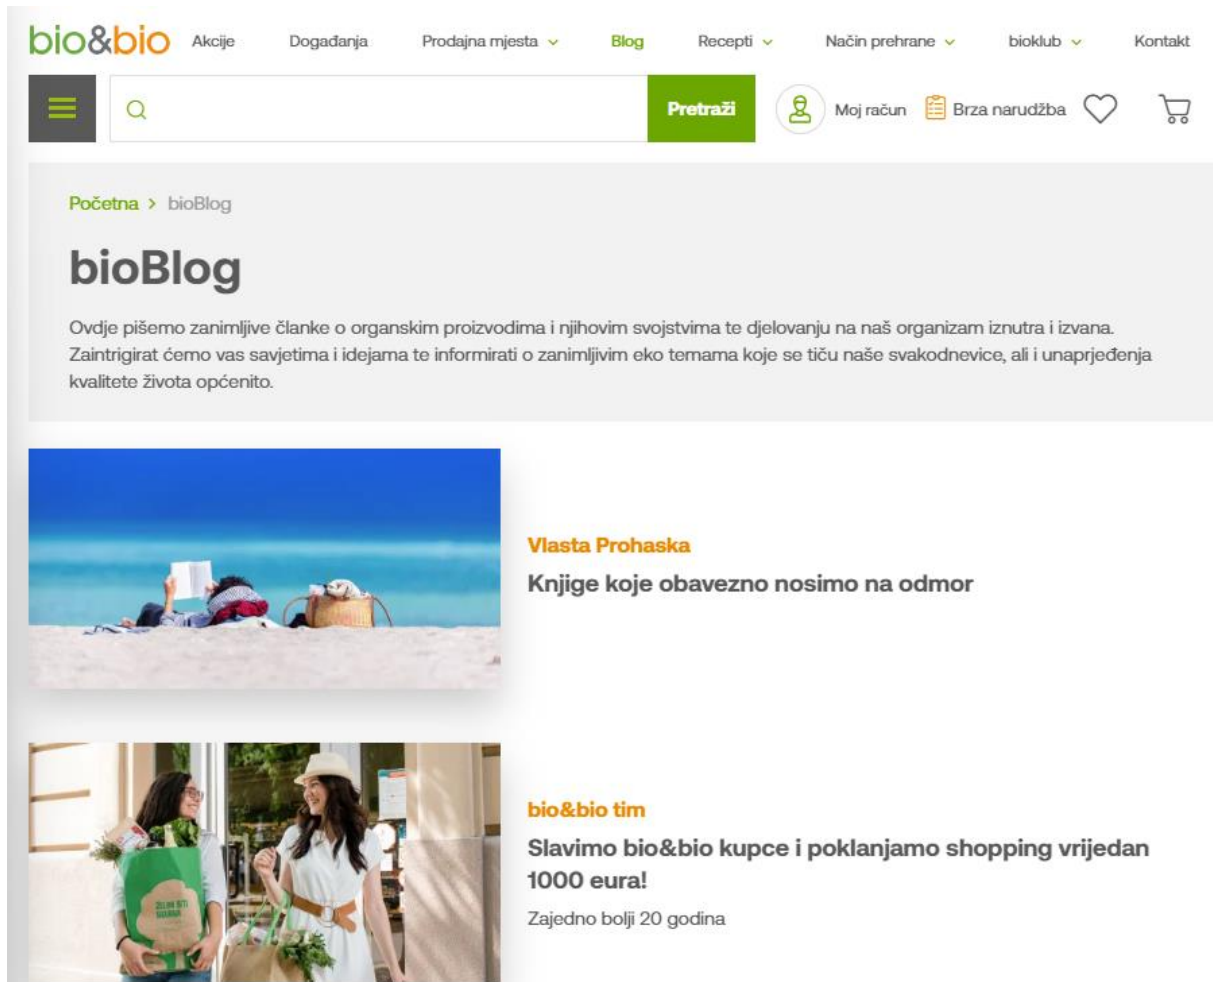 bio&bio Akcije Događanja Prodajna mjesta Blog Recepti Način prehrane bioklub Kontakt
Pretraži Moj račun Brza narudžba
Početna > bioBlog
bioBlog
Ovdje pišemo zanimljive članke o organskim proizvodima i njihovim svojstvima te djelovanju na naš organizam iznutra i izvana.
Zaintrigirat ćemo vas savjetima i idejama te informirati o zanimljivim eko temama koje se tiču naše svakodnevice, ali i unaprjeđenja
kvalitete života općenito.
Vlasta Prohaska
Knjige koje obavezno nosimo na odmor
bio&bio tim
Slavimo bio&bio kupce i poklanjamo shopping vrijedan
1000 eura!
Zajedno bolji 20 godina